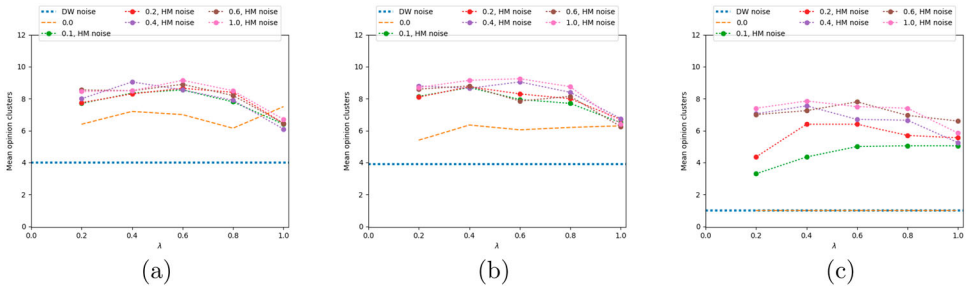 DW noise 0.2, HM noise 0.6, HM noise
0.0 0.4, HM noise 1.0, HM noise
0.1, HM noise
12
10
8
6
4
2
0
Mean opinion clusters
0.0 0.2 0.4 0.6 0.8 1.0
λ
(a)
DW noise 0.2, HM noise 0.6, HM noise
0.0 0.4, HM noise 1.0, HM noise
0.1, HM noise
12
10
8
6
4
2
0
Mean opinion clusters
0.0 0.2 0.4 0.6 0.8 1.0
λ
(b)
DW noise 0.2, HM noise 0.6, HM noise
0.0 0.4, HM noise 1.0, HM noise
0.1, HM noise
12
10
8
6
4
2
0
Mean opinion clusters
0.0 0.2 0.4 0.6 0.8 1.0
λ
(c)